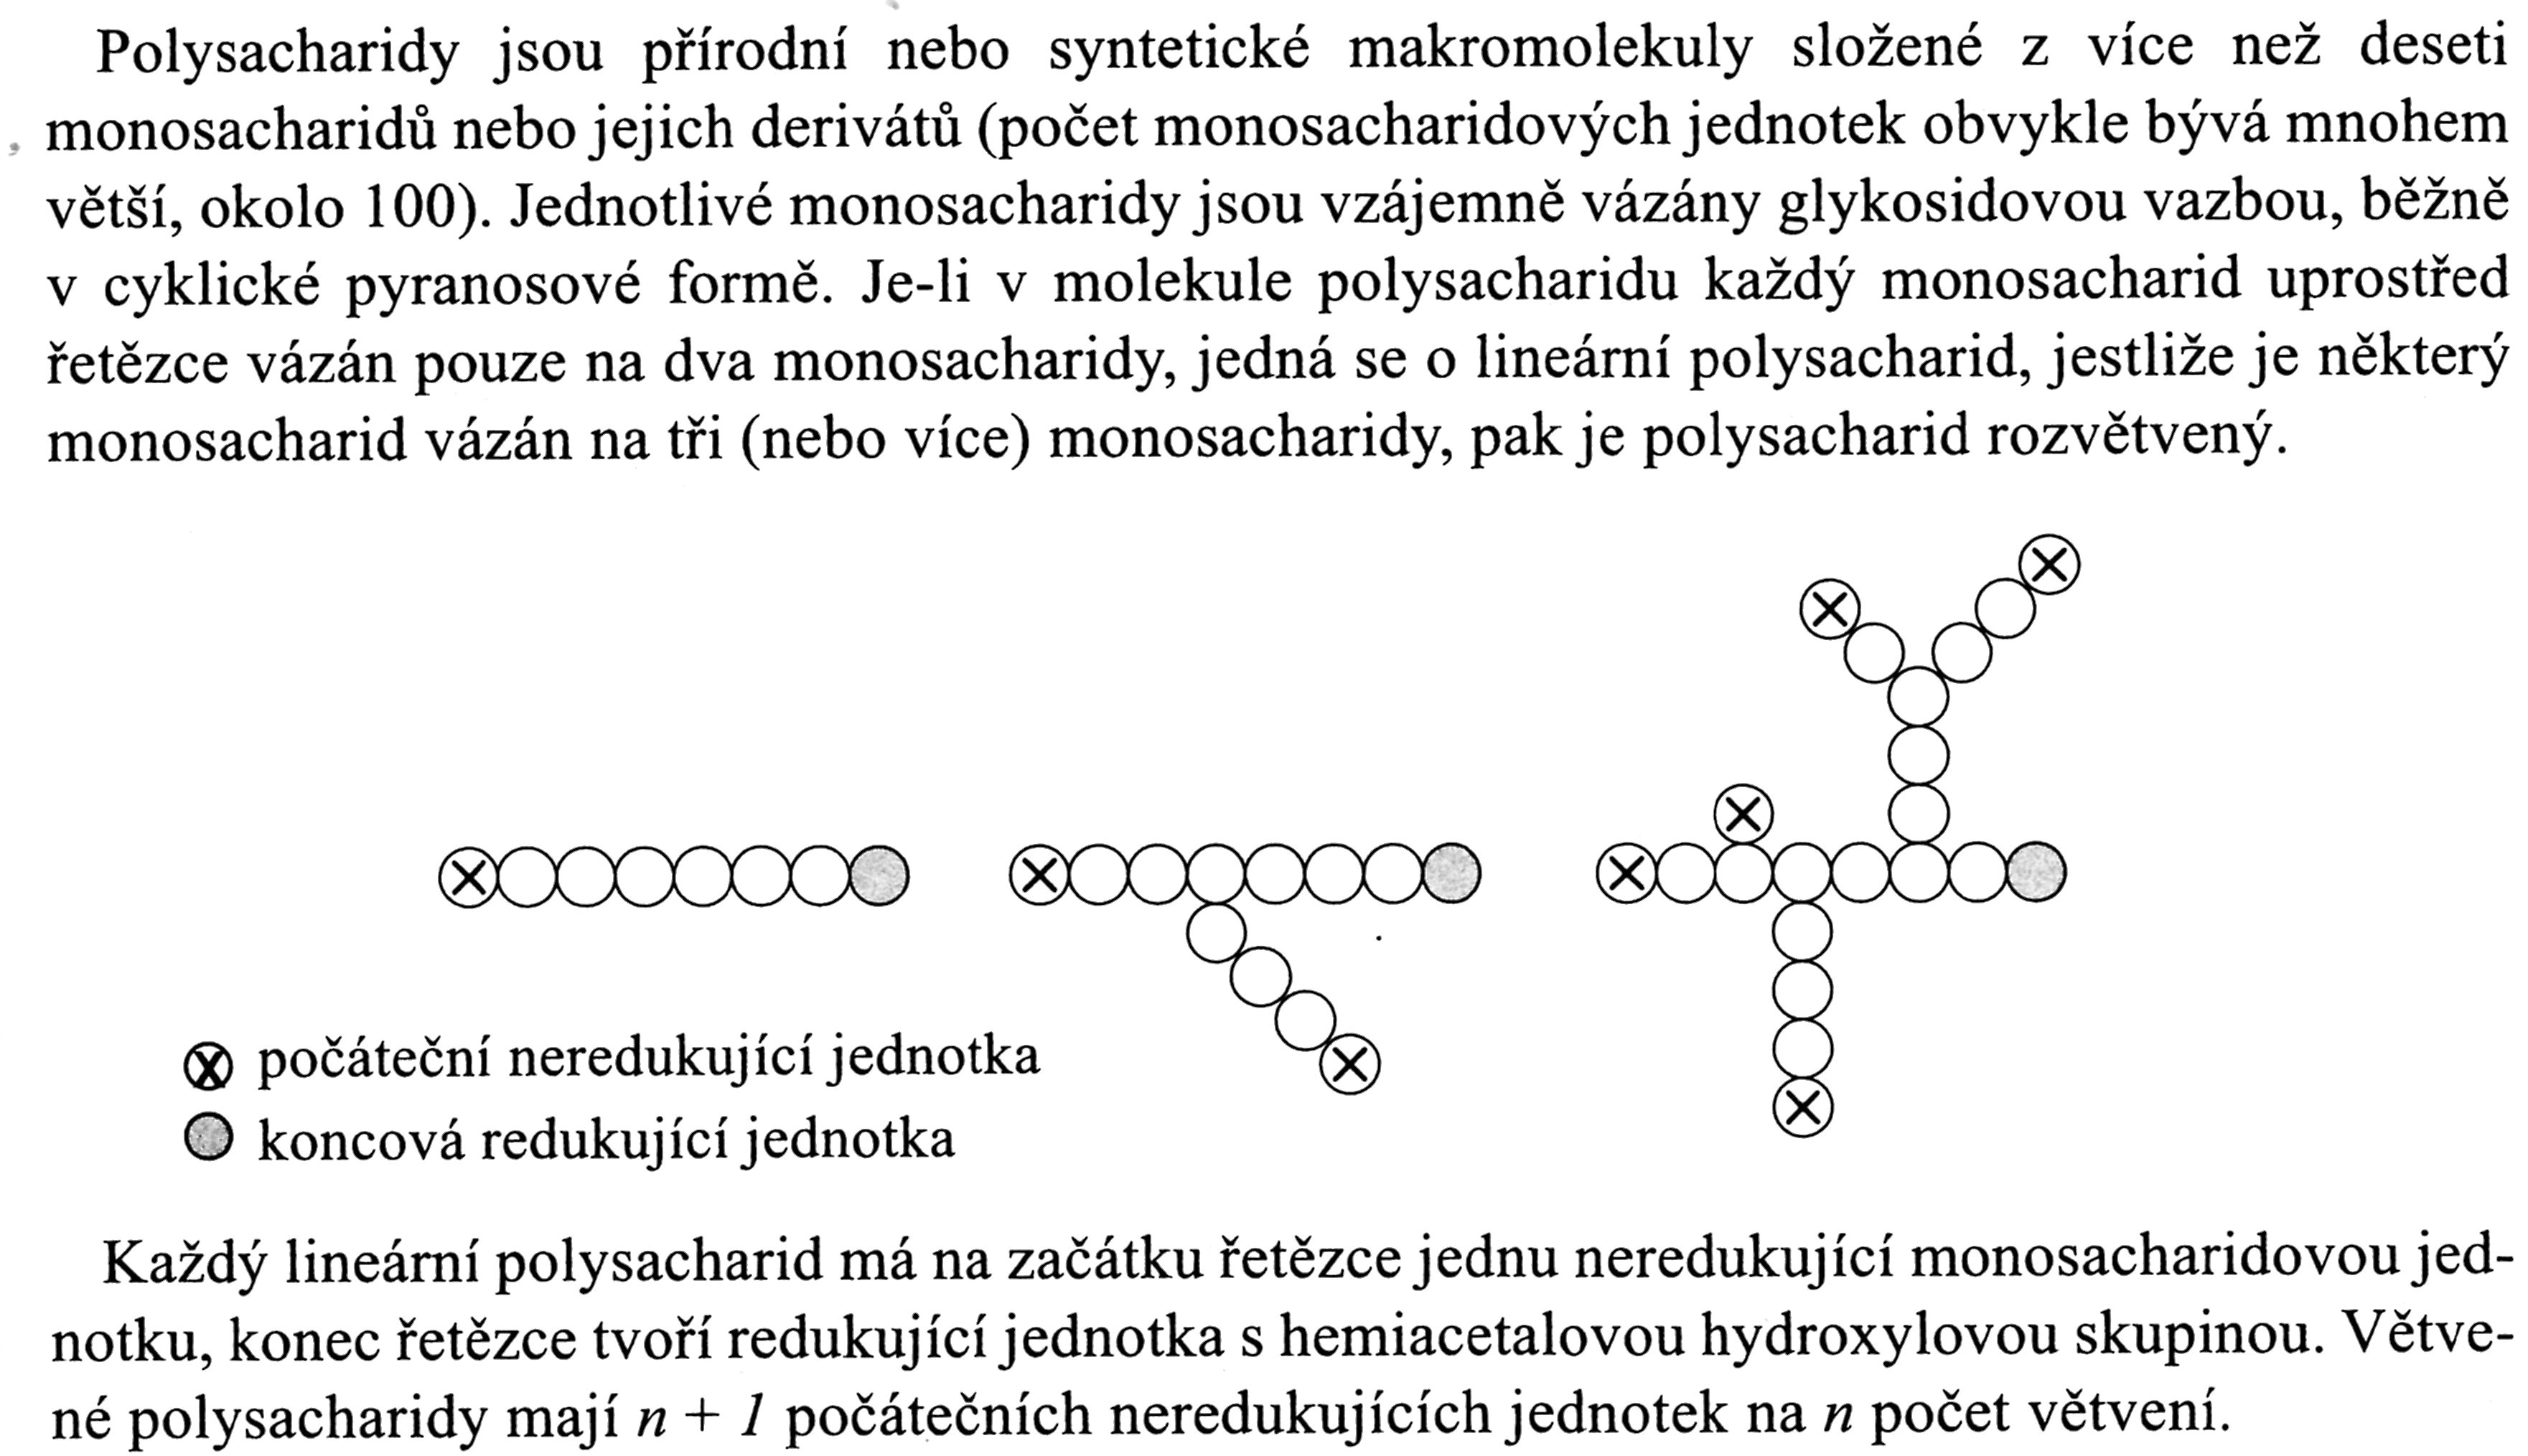 Polysacharidy jsou přírodní nebo syntetické makromolekuly složené z více než deseti
monosacharidů nebo jejich derivátů (počet monosacharidových jednotek obvykle bývá mnohem
větší, okolo 100). Jednotlivé monosacharidy jsou vzájemně vázány glykosidovou vazbou, běžně
v cyklické pyranosové formě. Je-li v molekule polysacharidu každý monosacharid uprostřed
řetězce vázán pouze na dva monosacharidy, jedná se o lineární polysacharid, jestliže je některý
monosacharid vázán na tři (nebo více) monosacharidy, pak je polysacharid rozvětvený.
počáteční neredukující jednotka
koncová redukující jednotka
Každý lineární polysacharid má na začátku řetězce jednu neredukující monosacharidovou jed-
notku, konec řetězce tvoří redukující jednotka s hemiacetalovou hydroxylovou skupinou. Větve-
né polysacharidy mají n + 1 počátečních neredukujících jednotek na n počet větvení.